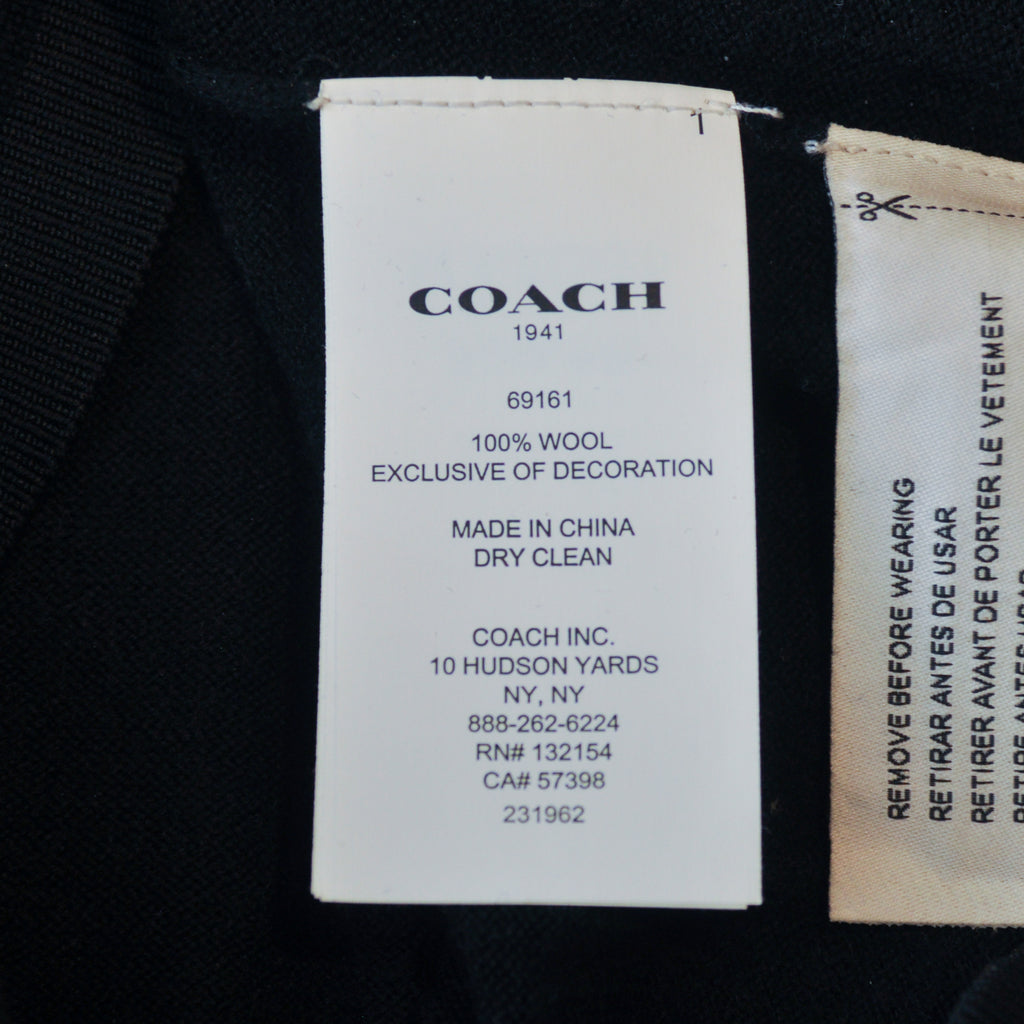 1
COACH
1941
69161
100% WOOL
EXCLUSIVE OF DECORATION
MADE IN CHINA
DRY CLEAN
COACH INC.
10 HUDSON YARDS
NY, NY
888-262-6224
RN# 132154
CA# 57398
231962
REMOVE BEFORE WEARING
RETIRAR ANTES DE USAR
RETIRER AVANT DE PORTER LE VETEMENT